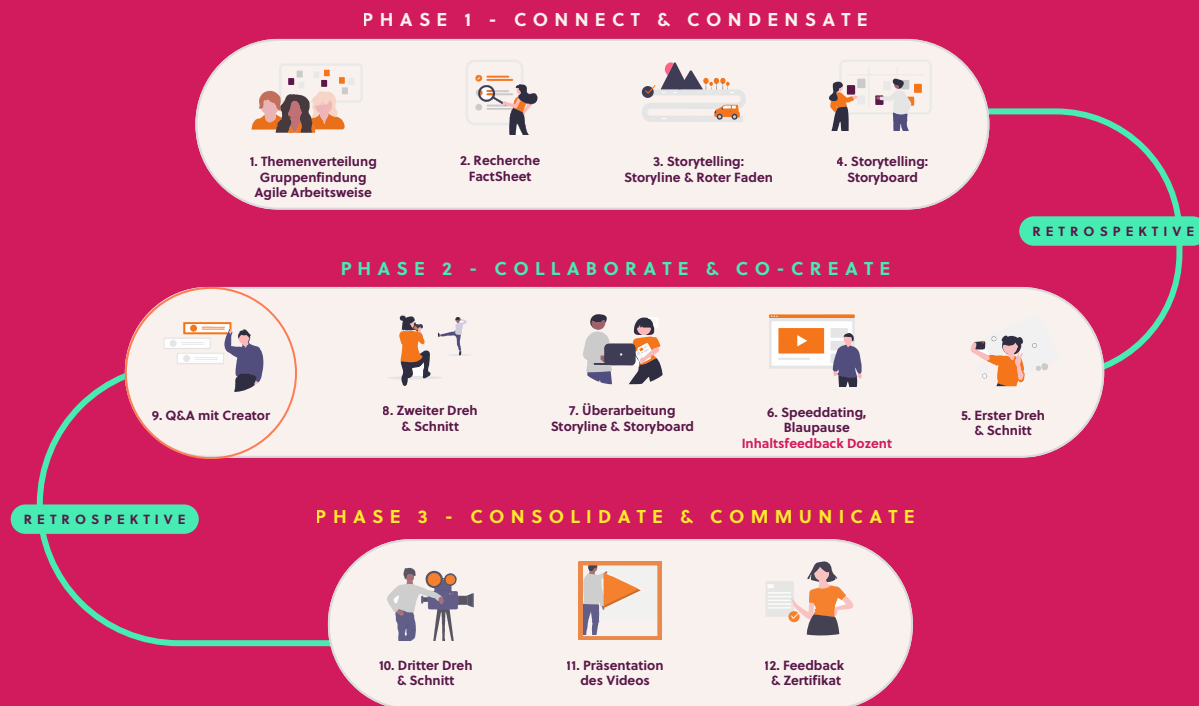 PHASE 1 - CONNECT & CONDENSATE
1. Themenverteilung
Gruppenfindung
Agile Arbeitsweise
2. Recherche
FactSheet
3. Storytelling:
Storyline & Roter Faden
4. Storytelling:
Storyboard
RETROSPEKTIVE
PHASE 2 - COLLABORATE & CO-CREATE
9. Q&A mit Creator
8. Zweiter Dreh
& Schnitt
7. Überarbeitung
Storyline & Storyboard
6. Speeddating,
Blaupause
Inhaltsfeedback Dozent
5. Erster Dreh
& Schnitt
RETROSPEKTIVE
PHASE 3 - CONSOLIDATE & COMMUNICATE
10. Dritter Dreh
& Schnitt
11. Präsentation
des Videos
12. Feedback
& Zertifikat